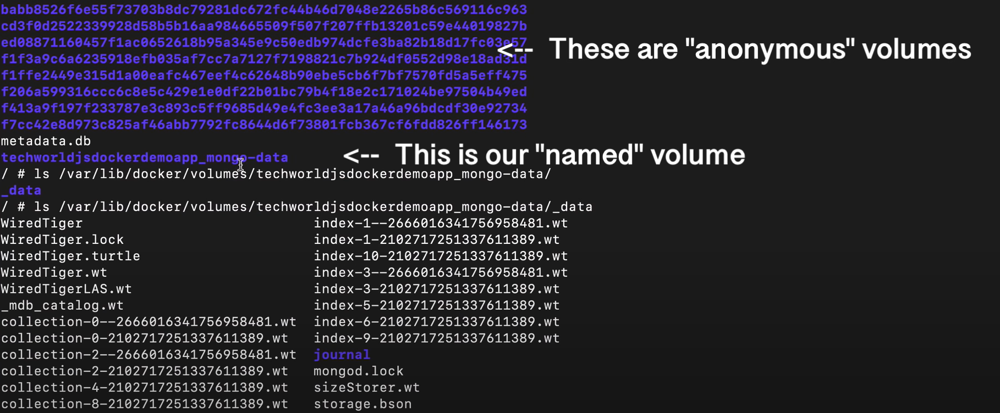 babb8526f6e55f73703b8dc79281dc672fc44b46d7048e2265b86c569116c963
cd3f0d2522339928d58b5b16aa984665509f507f207ffb13201c59e44019827b
ed08871160457f1ac0652618b95a345e9c50edb974dcfe3ba82b18d17fc03e57
<-- These are "anonymous" volumes
f1f3a9c6a6235918efb035af7cc7a7127f7198821c7b924df0552d98e18ad31d
f1ffe2449e315d1a00eafc467eef4c62648b90ebe5cb6f7bf7570fd5a5eff475
f206a599316ccc6c8e5c429e1e0df22b01bc79b4f18e2c171024be97504b49ed
f413a9f197f233787e3c893c5ff9685d49e4fc3ee3a17a46a96bdcdf30e92734
f7cc42e8d973c825af46abb7792fc8644d6f73801fcb367cf6fdd826ff146173
metadata.db
techworldjsdockerdemoapp_mongo-data <-- This is our "named" volume
/ # ls /var/lib/docker/volumes/techworldjsdockerdemoapp_mongo-data/
_data
/ # ls /var/lib/docker/volumes/techworldjsdockerdemoapp_mongo-data/_data
WiredTiger index-1--2666016341756958481.wt
WiredTiger.lock index-1-2102717251337611389.wt
WiredTiger.turtle index-10-2102717251337611389.wt
WiredTiger.wt index-3--2666016341756958481.wt
WiredTigerLAS.wt index-3-2102717251337611389.wt
_mdb_catalog.wt index-5-2102717251337611389.wt
collection-0--2666016341756958481.wt index-6-2102717251337611389.wt
collection-0-2102717251337611389.wt index-9-2102717251337611389.wt
collection-2--2666016341756958481.wt journal
collection-2-2102717251337611389.wt mongod.lock
collection-4-2102717251337611389.wt sizeStorer.wt
collection-8-2102717251337611389.wt storage.bson